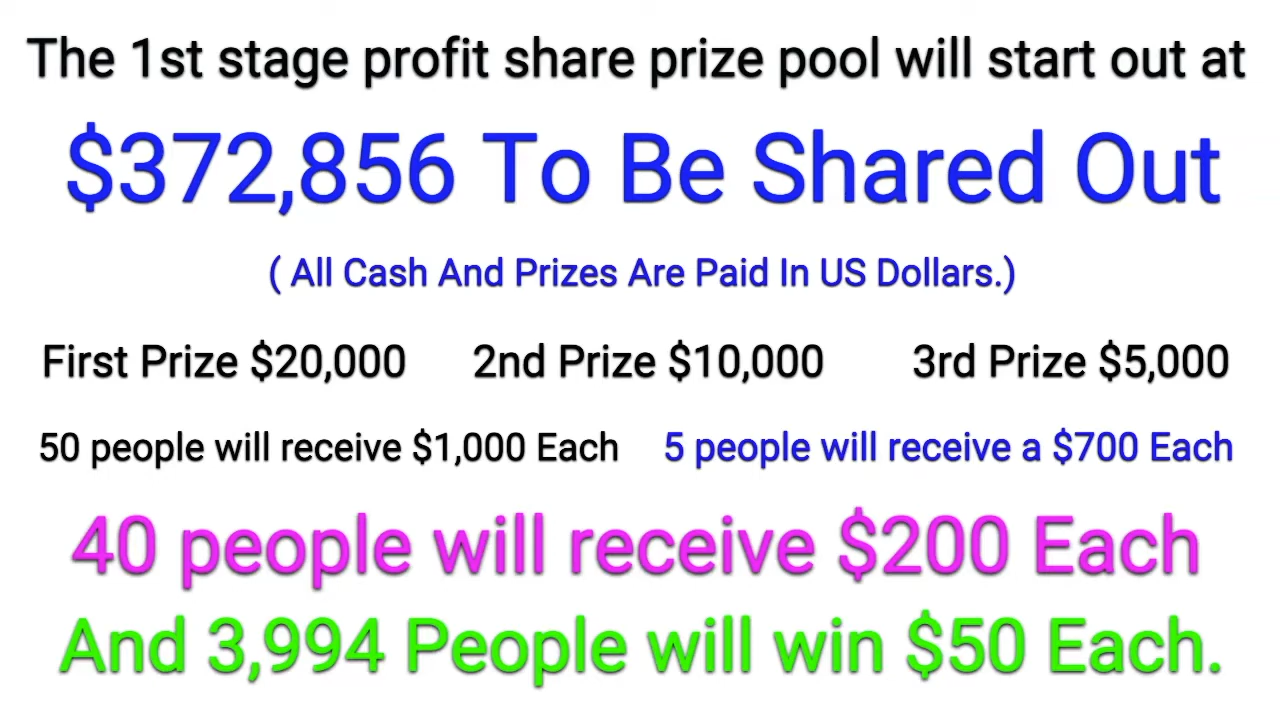 The 1st stage profit share prize pool will start out at
$372,856 To Be Shared Out
( All Cash And Prizes Are Paid In US Dollars.)
First Prize $20,000 2nd Prize $10,000 3rd Prize $5,000
50 people will receive $1,000 Each 5 people will receive a $700 Each
40 people will receive $200 Each
And 3,994 People will win $50 Each.